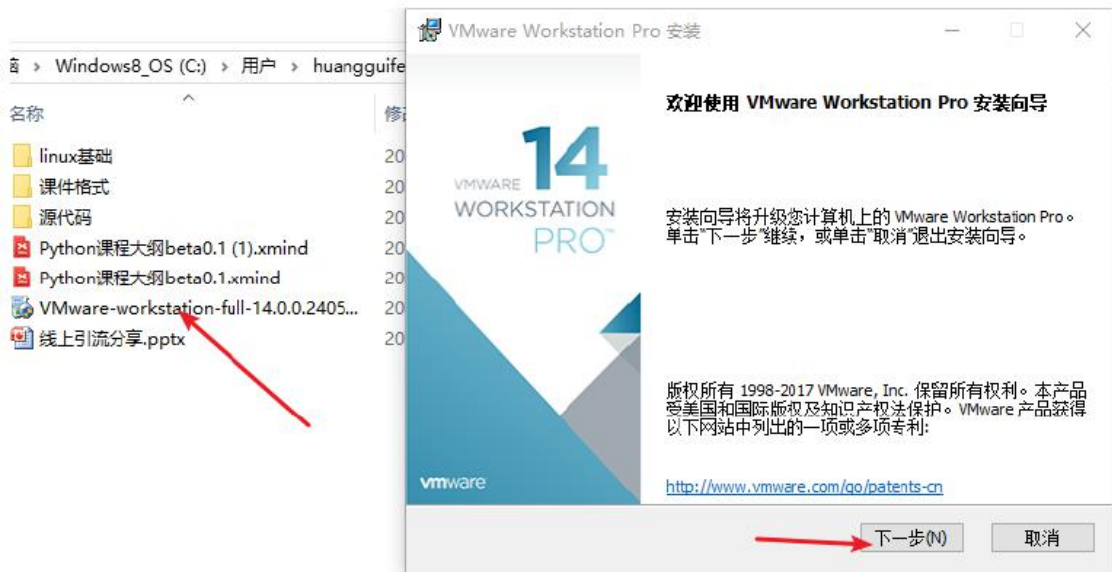 VMware Workstation Pro 安装
Windows8_OS (C:) › 用户 › huangguife
名称
linux基础
课件格式
源代码
Python课程大纲beta0.1 (1).xmind
Python课程大纲beta0.1.xmind
VMware-workstation-full-14.0.0.2405...
线上引流分享.pptx
20
20
20
20
20
20
20
14
VMWARE
WORKSTATION
PRO™
vmware
欢迎使用 VMware Workstation Pro 安装向导
安装向导将升级您计算机上的 VMware Workstation Pro。
单击“下一步”继续，或单击“取消”退出安装向导。
版权所有 1998-2017 VMware, Inc. 保留所有权利。本产品
受美国和国际版权及知识产权法保护。VMware 产品获得
以下网站中列出的一项或多项专利:
http://www.vmware.com/go/patents-cn
下一步(N)
取消